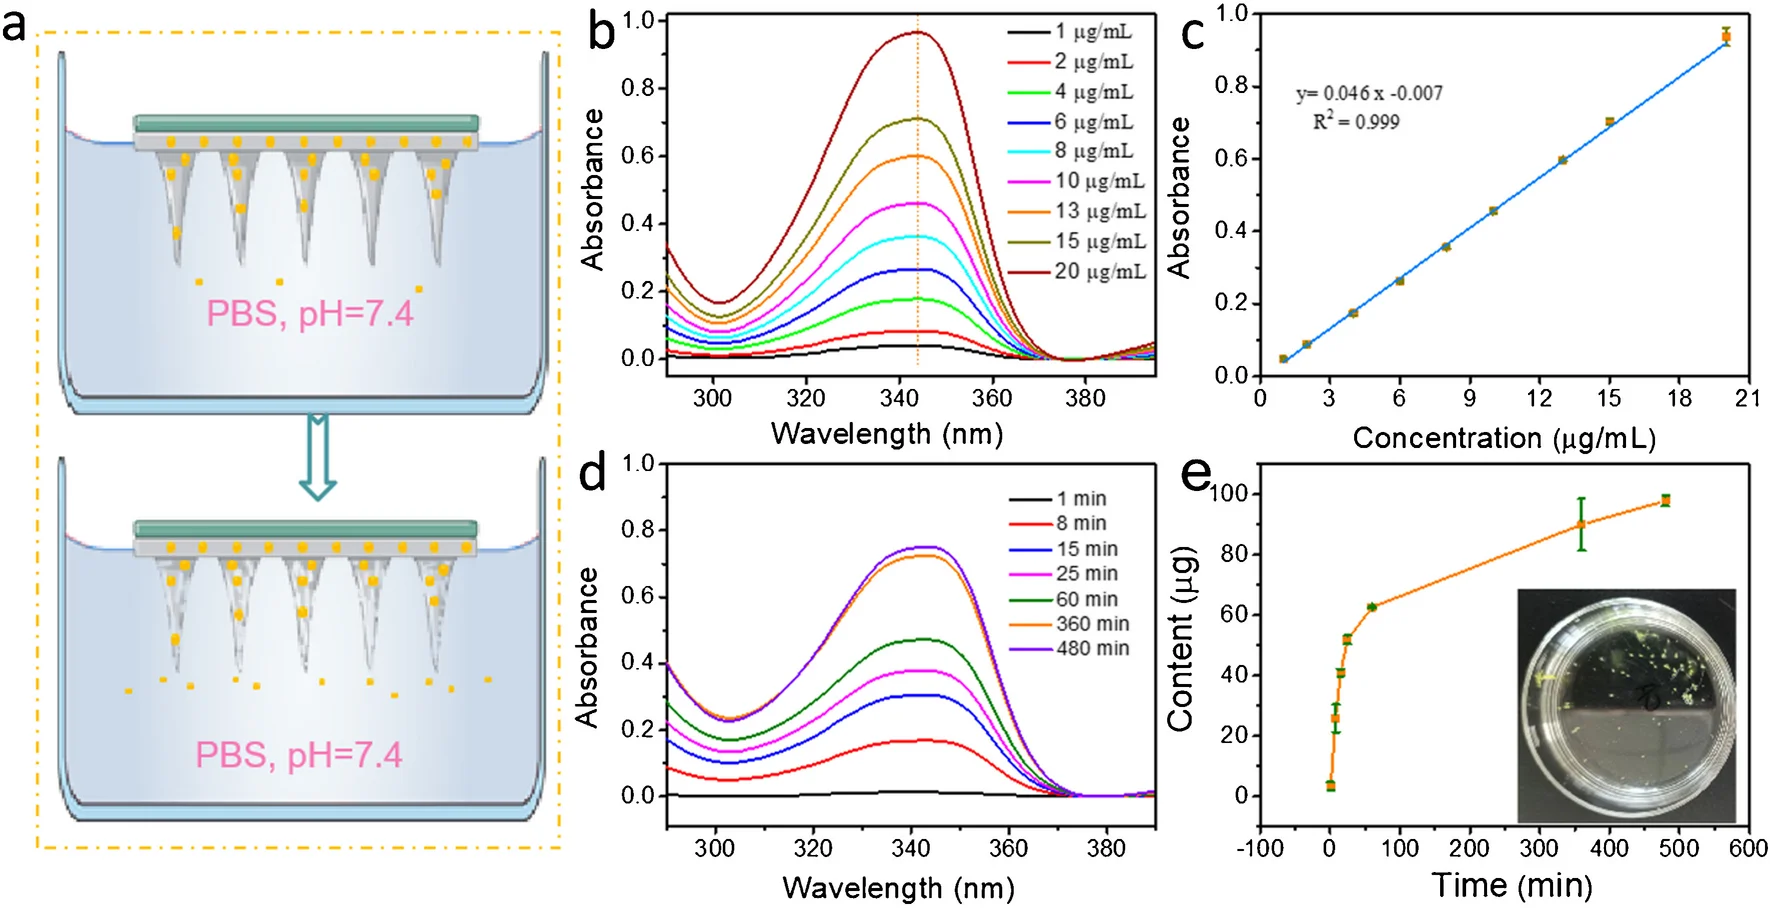 a
PBS, pH=7.4
PBS, pH=7.4
b
1.0
0.8
0.6
0.4
0.2
0.0
Absorbance
300
320
340
360
380
Wavelength (nm)
1 µg/mL
2 µg/mL
4 µg/mL
6 µg/mL
8 µg/mL
10 µg/mL
13 µg/mL
15 µg/mL
20 µg/mL
c
1.0
0.8
0.6
0.4
0.2
0.0
Absorbance
y= 0.046 x -0.007
R² = 0.999
0
3
6
9
12
15
18
21
Concentration (µg/mL)
d
1.0
0.8
0.6
0.4
0.2
0.0
Absorbance
1 min
8 min
15 min
25 min
60 min
360 min
480 min
300
320
340
360
380
Wavelength (nm)
e
100
80
60
40
20
0
Content (µg)
-100
0
100
200
300
400
500
600
Time (min)